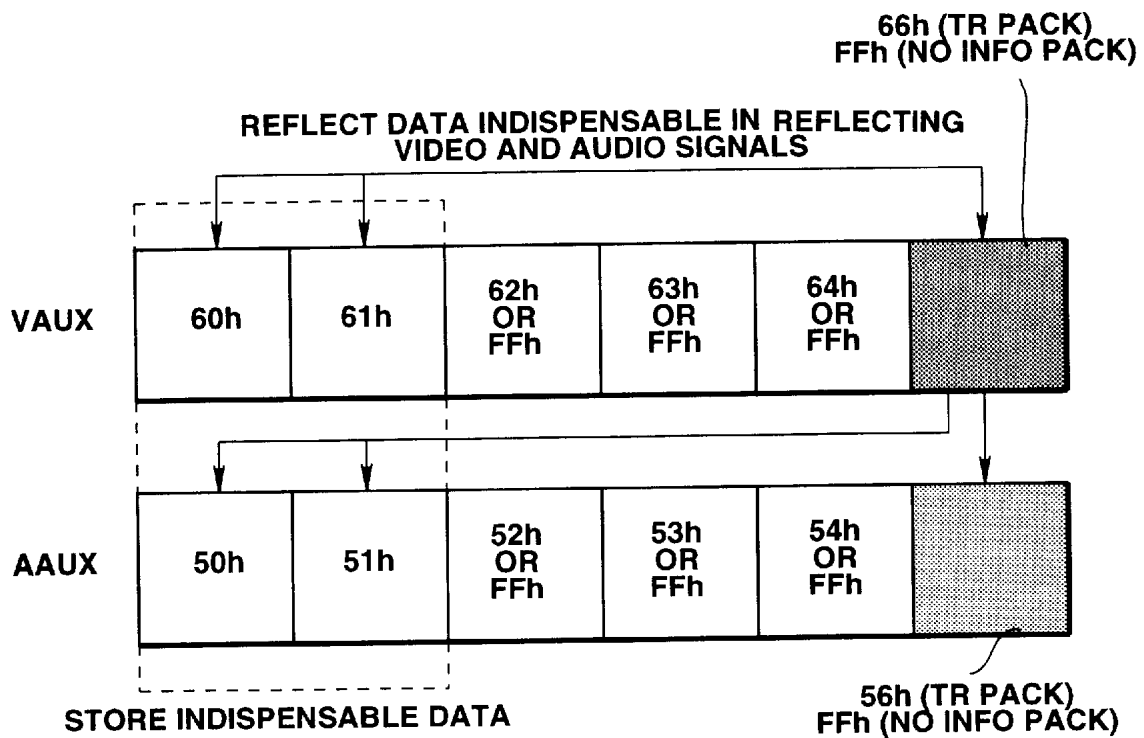 66h (TR PACK)
FFh (NO INFO PACK)
REFLECT DATA INDISPENSABLE IN REFLECTING
VIDEO AND AUDIO SIGNALS
VAUX
60h
61h
62h
OR
FFh
63h
OR
FFh
64h
OR
FFh
AAUX
50h
51h
52h
OR
FFh
53h
OR
FFh
54h
OR
FFh
STORE INDISPENSABLE DATA
56h (TR PACK)
FFh (NO INFO PACK)